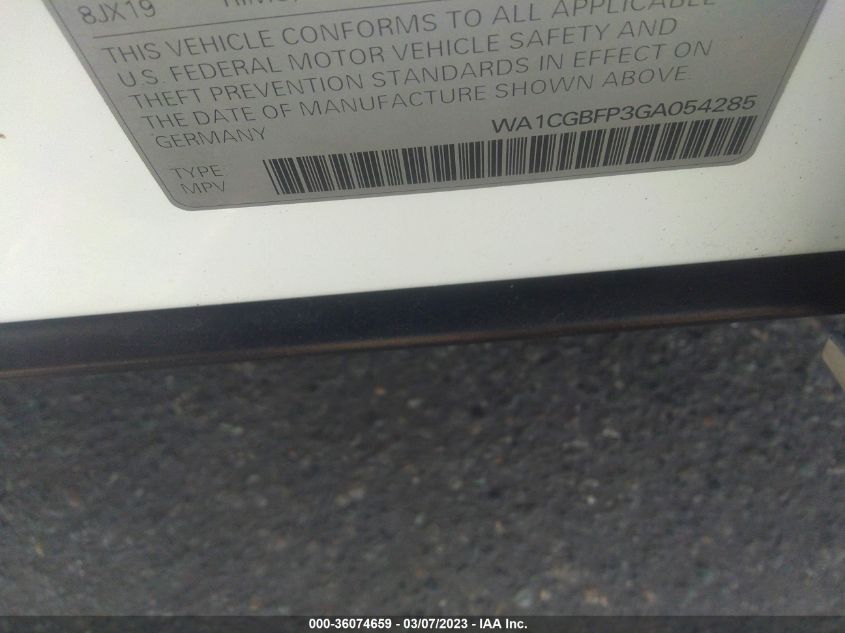 8JX19
THIS VEHICLE CONFORMS TO ALL APPLICABLE
U.S. FEDERAL MOTOR VEHICLE SAFETY AND
THEFT PREVENTION STANDARDS IN EFFECT ON
THE DATE OF MANUFACTURE SHOWN ABOVE.
GERMANY WA1CGBFP3GA054285
TYPE
MPV
000-36074659 — 03/07/2023 — IAA Inc.